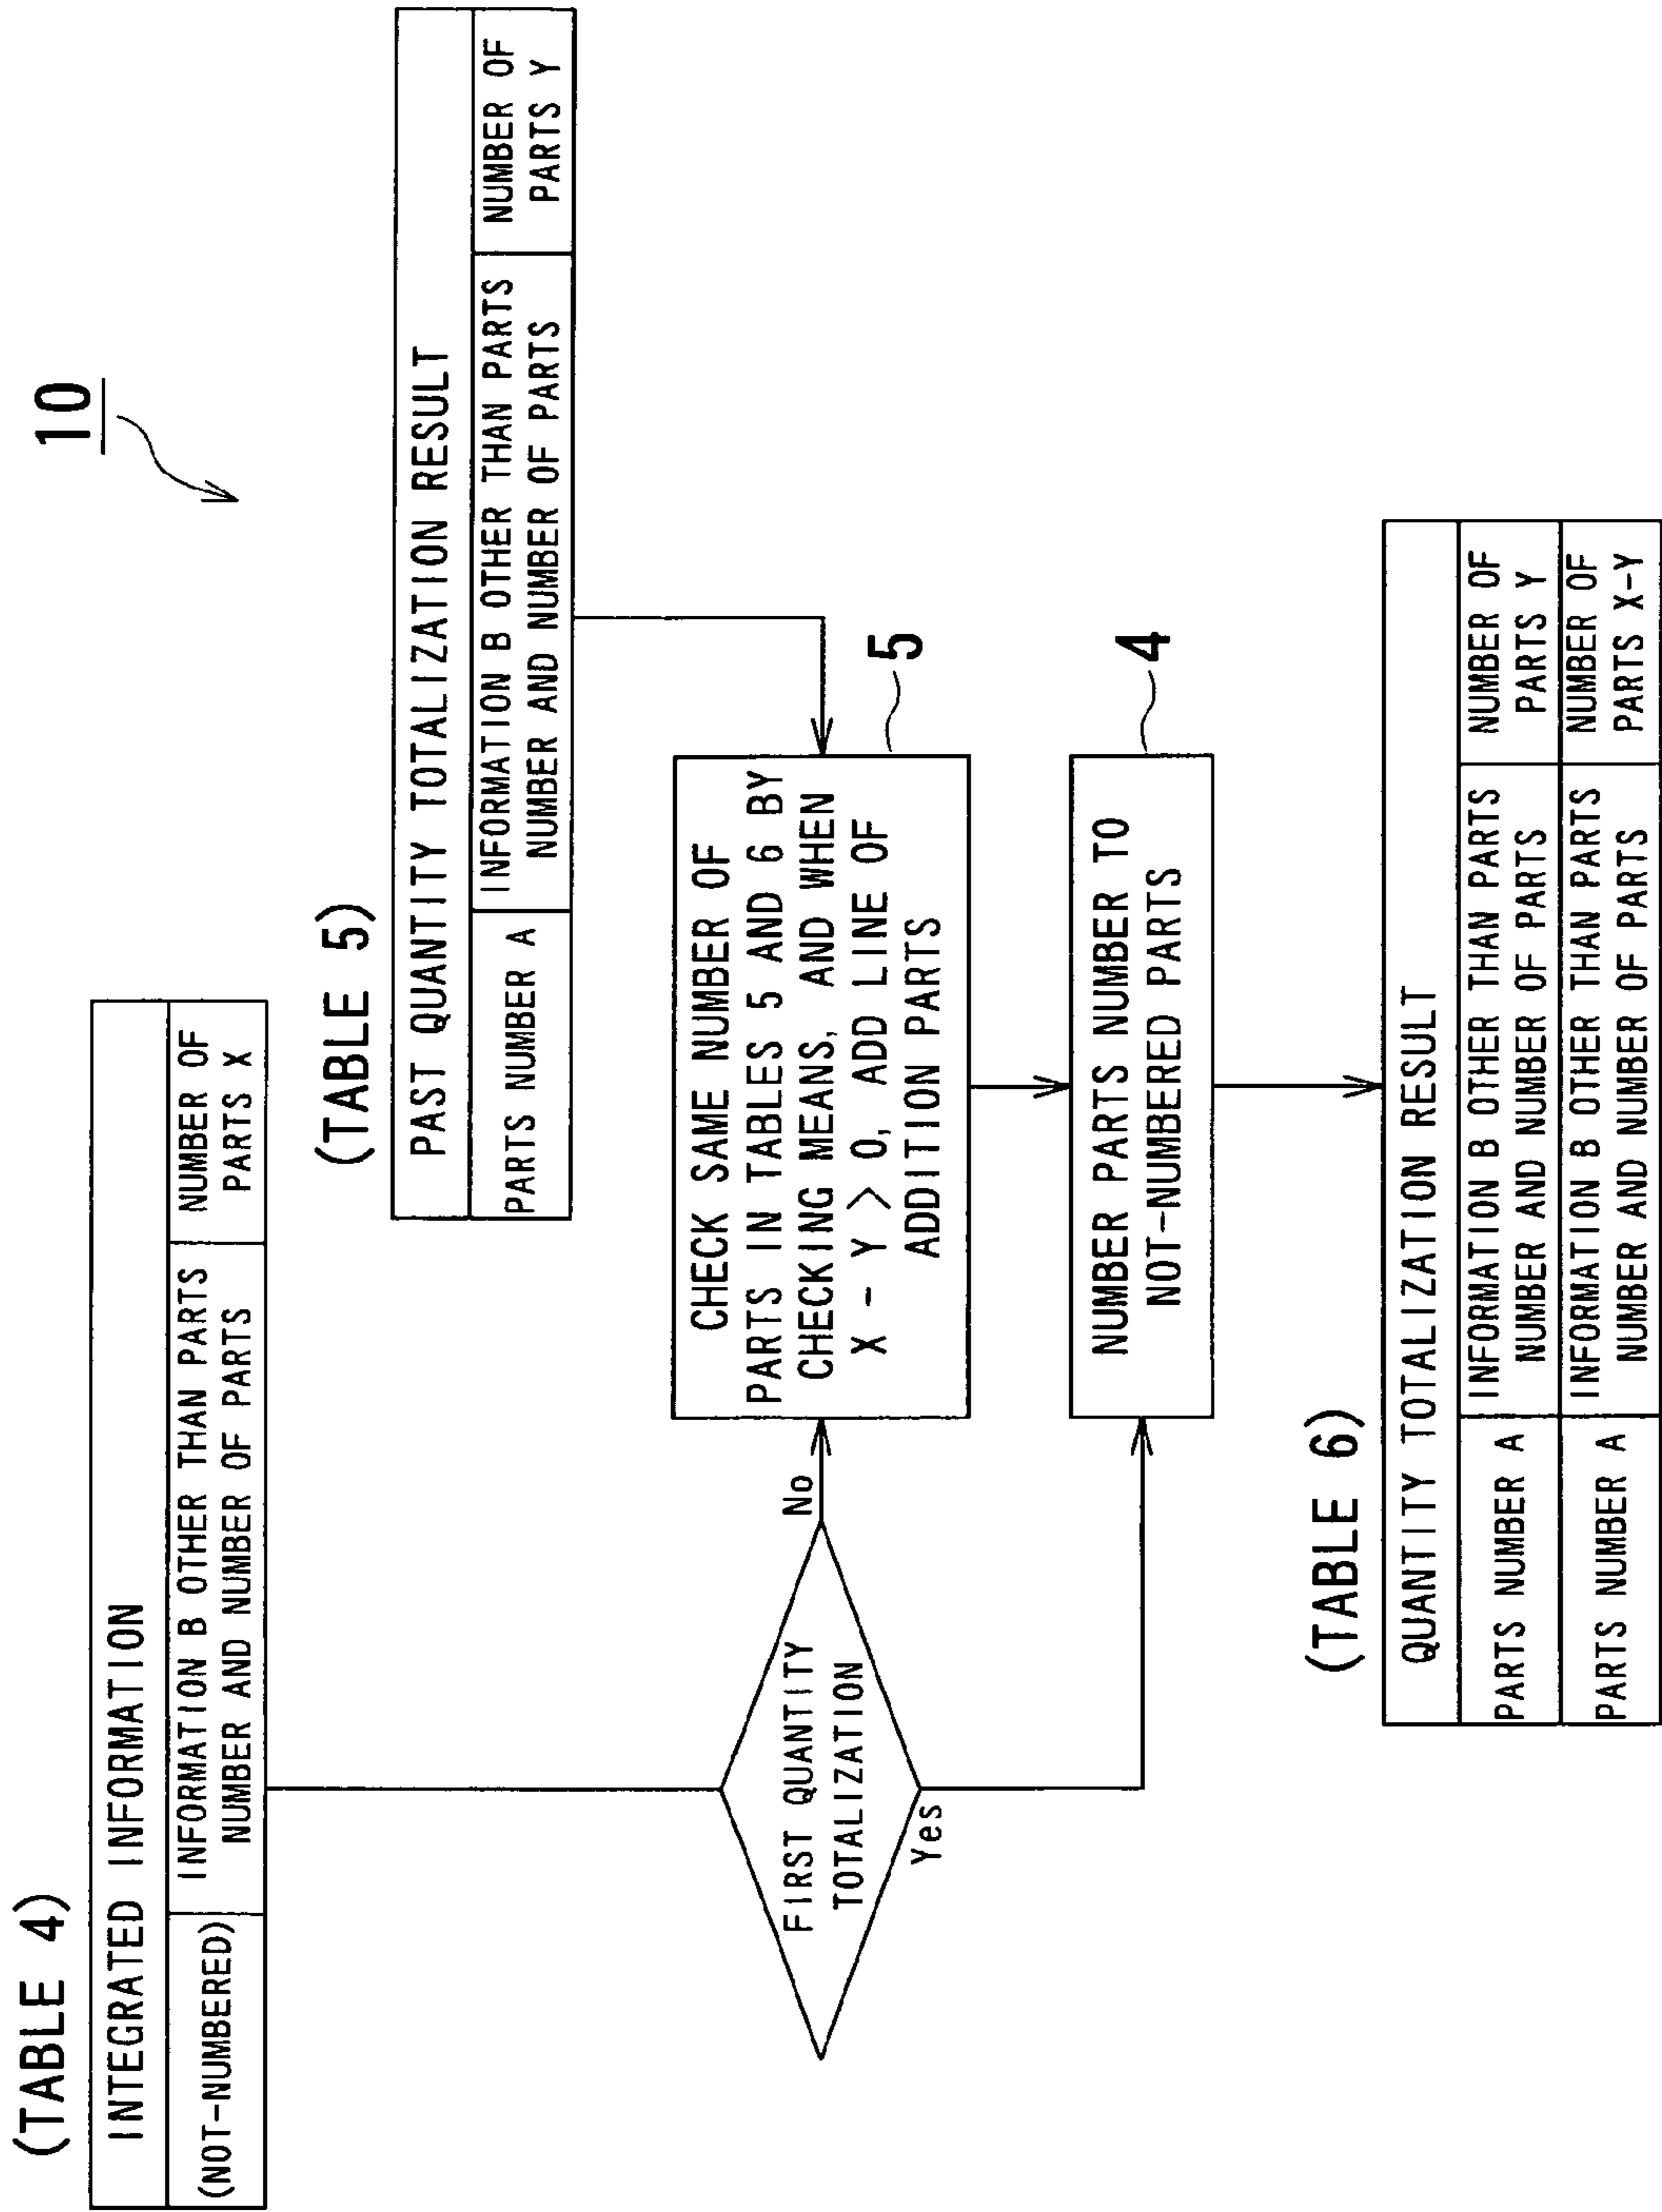 10
(TABLE 4)
INTEGRATED INFORMATION
(NOT-NUMBERED)
INFORMATION B OTHER THAN PARTS
NUMBER AND NUMBER OF PARTS
NUMBER OF
PARTS X
(TABLE 5)
PAST QUANTITY TOTALIZATION RESULT
PARTS NUMBER A
INFORMATION B OTHER THAN PARTS
NUMBER AND NUMBER OF PARTS
NUMBER OF
PARTS Y
FIRST QUANTITY
TOTALIZATION
No
Yes
CHECK SAME NUMBER OF
PARTS IN TABLES 5 AND 6 BY
CHECKING MEANS, AND WHEN
X - Y > 0, ADD LINE OF
ADDITION PARTS
5
NUMBER PARTS NUMBER TO
NOT-NUMBERED PARTS
4
(TABLE 6)
QUANTITY TOTALIZATION RESULT
PARTS NUMBER A
INFORMATION B OTHER THAN PARTS
NUMBER AND NUMBER OF PARTS
NUMBER OF
PARTS Y
PARTS NUMBER A
INFORMATION B OTHER THAN PARTS
NUMBER AND NUMBER OF PARTS
NUMBER OF
PARTS X-Y